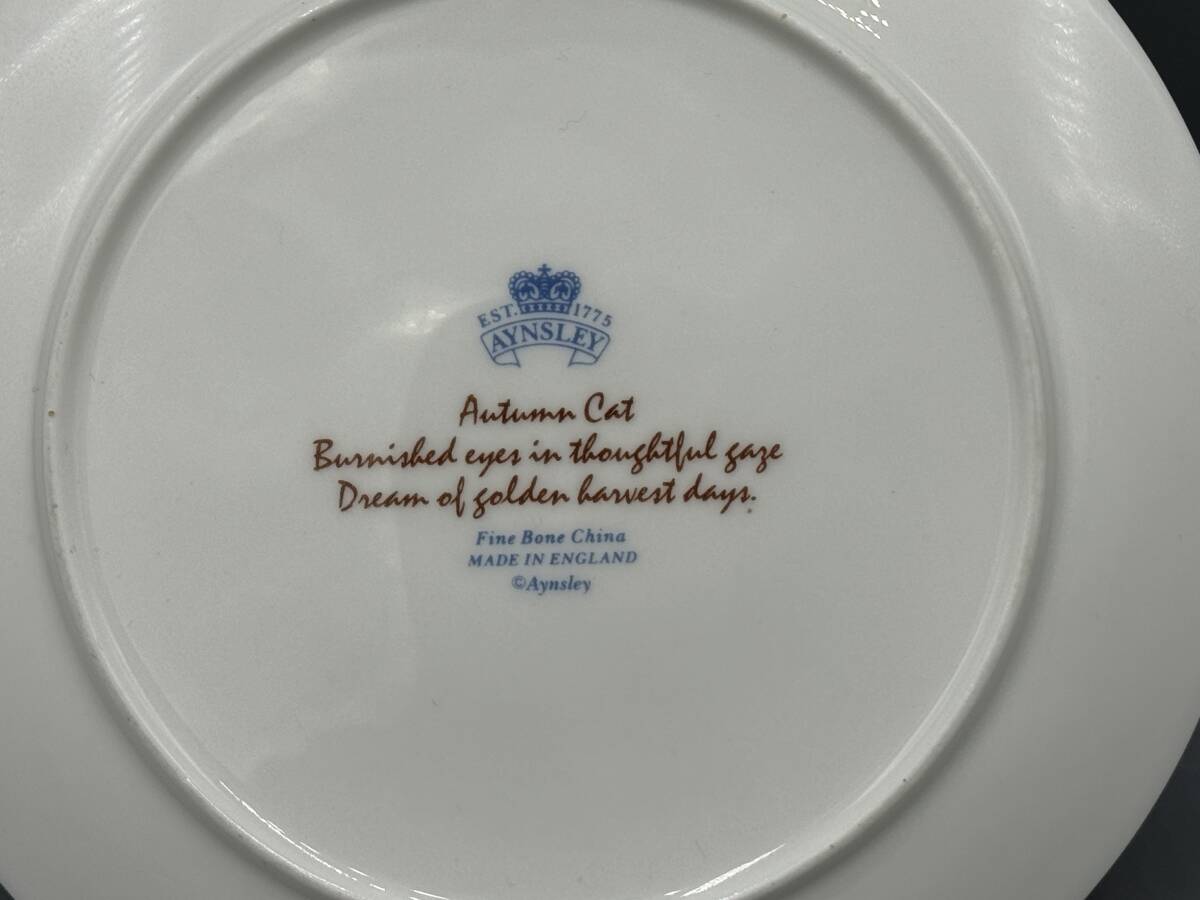 EST. 1775
AYNSLEY
Autumn Cat
Burnished eyes in thoughtful gaze
Dream of golden harvest days.
Fine Bone China
MADE IN ENGLAND
©Aynsley